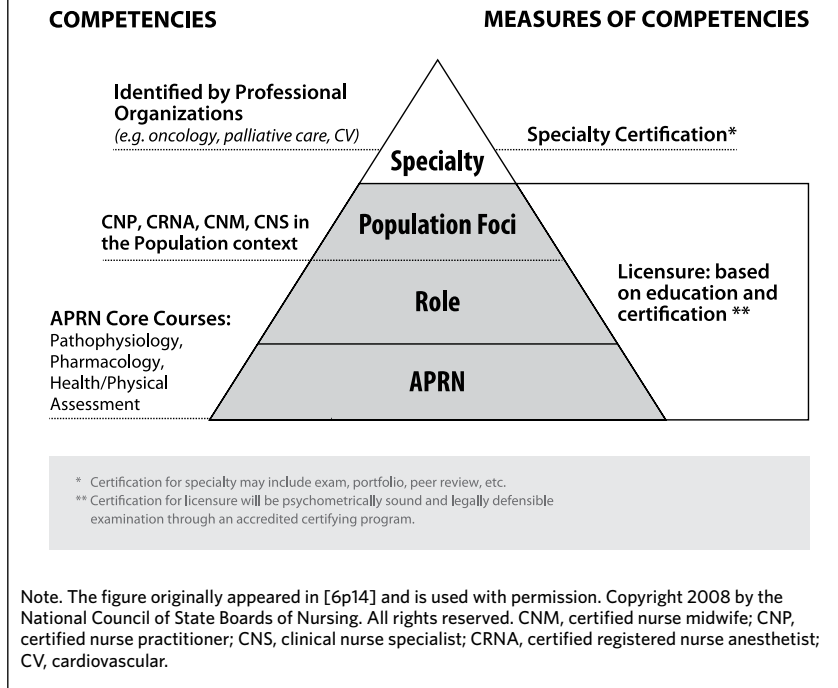 COMPETENCIES
MEASURES OF COMPETENCIES
Identified by Professional
Organizations
(e.g. oncology, palliative care, CV)
Specialty Certification*
Specialty
CNP, CRNA, CNM, CNS in
the Population context
Population Foci
Licensure: based
on education and
certification **
Role
APRN Core Courses:
Pathophysiology,
Pharmacology,
Health/Physical
Assessment
APRN
* Certification for specialty may include exam, portfolio, peer review, etc.
** Certification for licensure will be psychometrically sound and legally defensible
examination through an accredited certifying program.
Note. The figure originally appeared in [6p14] and is used with permission. Copyright 2008 by the
National Council of State Boards of Nursing. All rights reserved. CNM, certified nurse midwife; CNP,
certified nurse practitioner; CNS, clinical nurse specialist; CRNA, certified registered nurse anesthetist;
CV, cardiovascular.